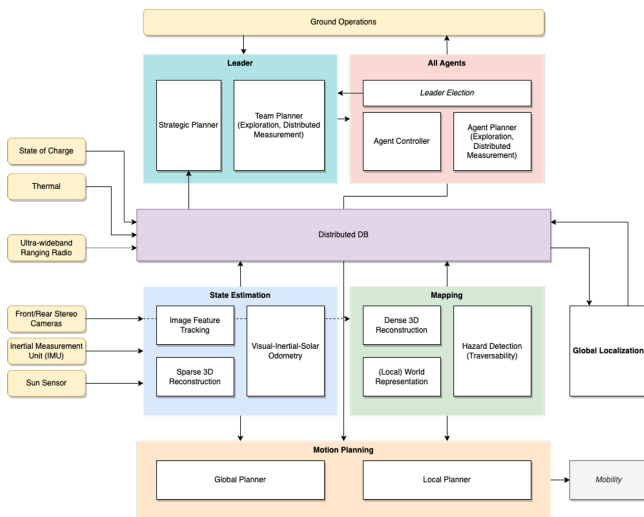 Ground Operations
Leader
All Agents
Strategic Planner
Team Planner
(Exploration, Distributed
Measurement)
Leader Election
Agent Controller
Agent Planner
(Exploration,
Distributed
Measurement)
State of Charge
Thermal
Ultra-wideband
Ranging Radio
Distributed DB
State Estimation
Mapping
Front/Rear Stereo
Cameras
Inertial Measurement
Unit (IMU)
Sun Sensor
Image Feature
Tracking
Sparse 3D
Reconstruction
Visual-Inertial-Solar
Odometry
Dense 3D
Reconstruction
(Local) World
Representation
Hazard Detection
(Traversability)
Global Localization
Motion Planning
Global Planner
Local Planner
Mobility